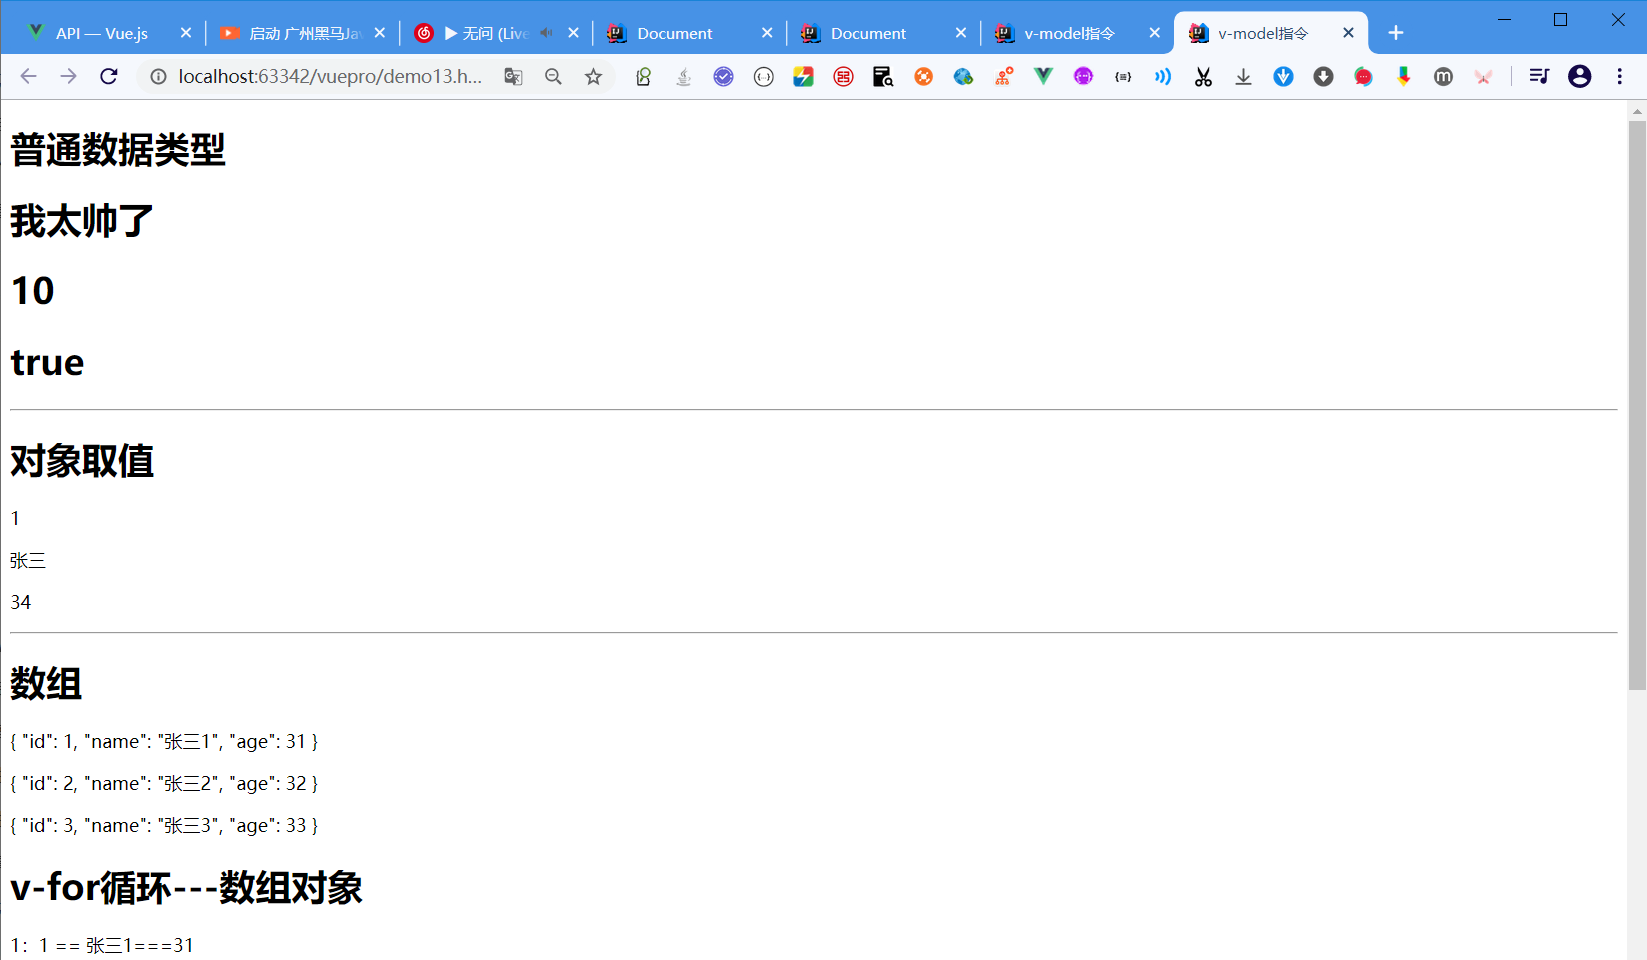 API — Vue.js
启动 广州黑马Jav
无问 (Live
Document
Document
v-model指令
v-model指令
localhost:63342/vuepro/demo13.h...
普通数据类型
我太帅了
10
true
对象取值
1
张三
34
数组
{ "id": 1, "name": "张三1", "age": 31 }
{ "id": 2, "name": "张三2", "age": 32 }
{ "id": 3, "name": "张三3", "age": 33 }
v-for循环---数组对象
1：1 == 张三1===31